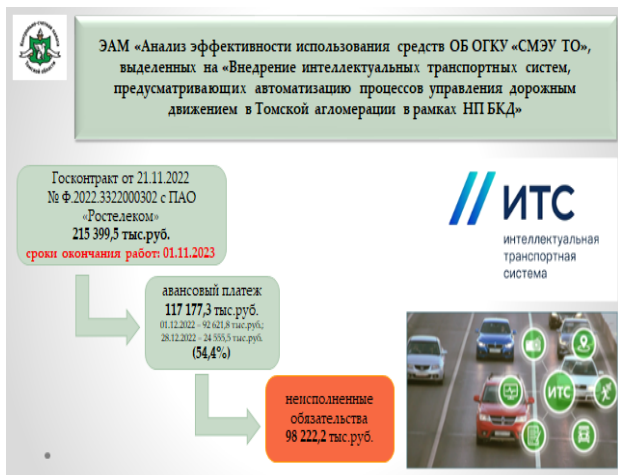 ЭАМ «Анализ эффективности использования средств ОБ ОГКУ «СМЭУ ТО»,
выделенных на «Внедрение интеллектуальных транспортных систем,
предусматривающих автоматизацию процессов управления дорожным
движением в Томской агломерации в рамках НП БКД»
Госконтракт от 21.11.2022
№ Ф.2022.3322000302 с ПАО
«Ростелеком»
215 399,5 тыс.руб.
сроки окончания работ: 01.11.2023
ИТС
интеллектуальная
транспортная
система
авансовый платеж
117 177,3 тыс.руб.
01.12.2022 – 92 621,8 тыс.руб.;
28.12.2022 – 24 555,5 тыс.руб.
(54,4%)
неисполненные
обязательства
98 222,2 тыс.руб.
ИТС